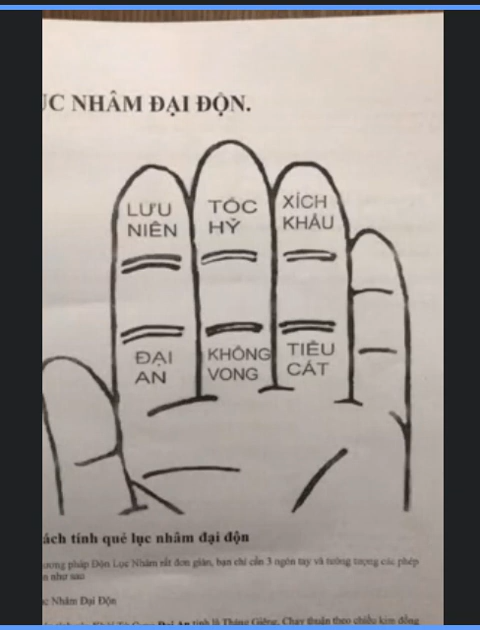 ỤC NHÂM ĐẠI ĐỘN.
LƯU
NIÊN
TỐC
HỶ
XÍCH
KHẨU
ĐẠI
AN
KHÔNG
VONG
TIỂU
CÁT
ách tính quẻ lục nhâm đại độn
ương pháp Độn Lục Nhâm rất đơn giản, bạn chỉ cần 3 ngón tay và tưởng tượng các phép
n như sau
c Nhâm Đại Độn
Đại An tính là Tháng Giêng. Chạy thuận theo chiều kim đồng